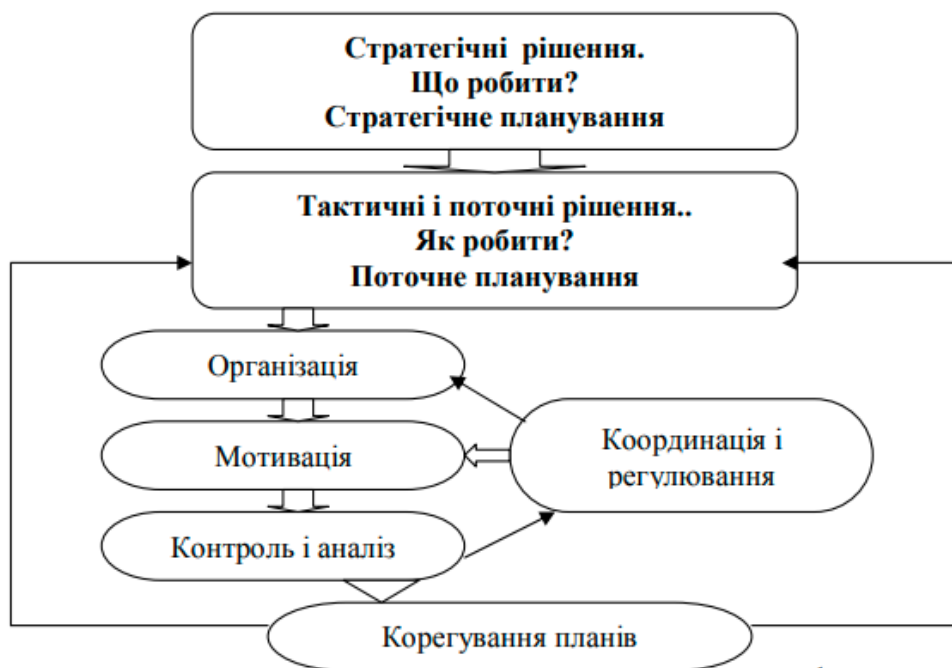 Стратегічні рішення.
Що робити?
Стратегічне планування
Тактичні і поточні рішення..
Як робити?
Поточне планування
Організація
Мотивація
Координація і
регулювання
Контроль і аналіз
Корегування планів